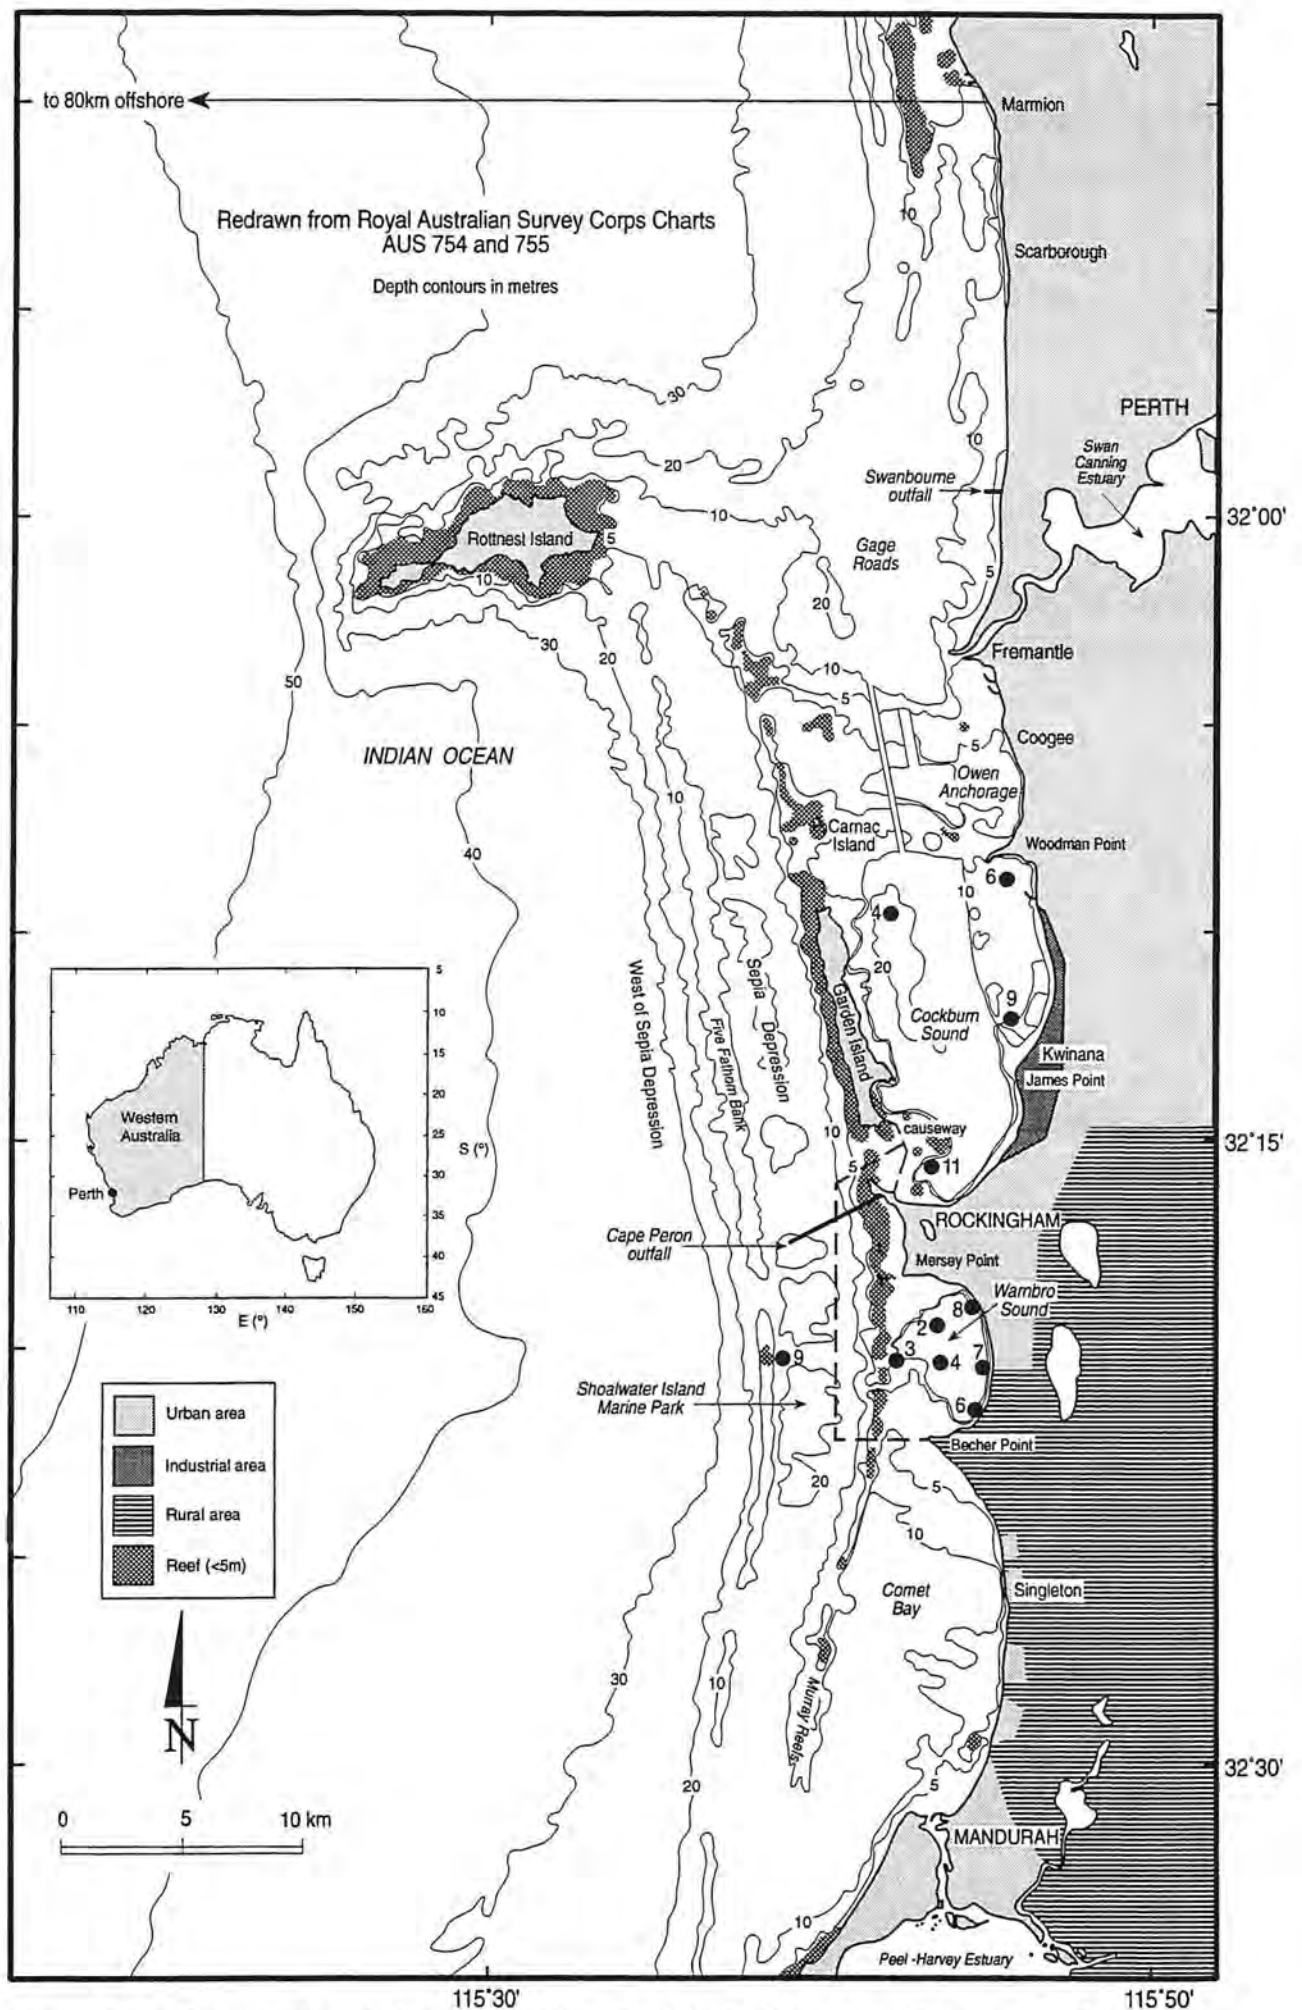 to 80km offshore
Marmion
Redrawn from Royal Australian Survey Corps Charts
AUS 754 and 755
Depth contours in metres
10
Scarborough
30
PERTH
10
20
Swan
Canning
Estuary
Swanbourne
outfall
10
32°00'
Rottnest Island
5
Gage
Roads
10
5
20
30
20
Fremantle
10
50
5
INDIAN OCEAN
5
Coogee
Owen
Anchorage
10
Carnac
Island
40
Woodman Point
6
10
4
West of Sepia Depression
Sepia Depression
20
Garden Island
Cockburn
Sound
9
Five Fathom Bank
Kwinana
James Point
10
causeway
32°15'
5
11
5
10
15
20
25
30
35
40
45
S (°)
Western
Australia
Perth
110
120
130
140
150
160
E (°)
ROCKINGHAM
Cape Peron
outfall
Mersey Point
Warnbro
Sound
8
2
9
3
4
7
Shoalwater Island
Marine Park
6
Becher Point
Urban area
Industrial area
Rural area
Reef (<5m)
20
5
10
Comet
Bay
Singleton
30
10
Murray Reefs
N
32°30'
20
5
0 5 10 km
MANDURAH
10
Peel -Harvey Estuary
115°30'
115°50'